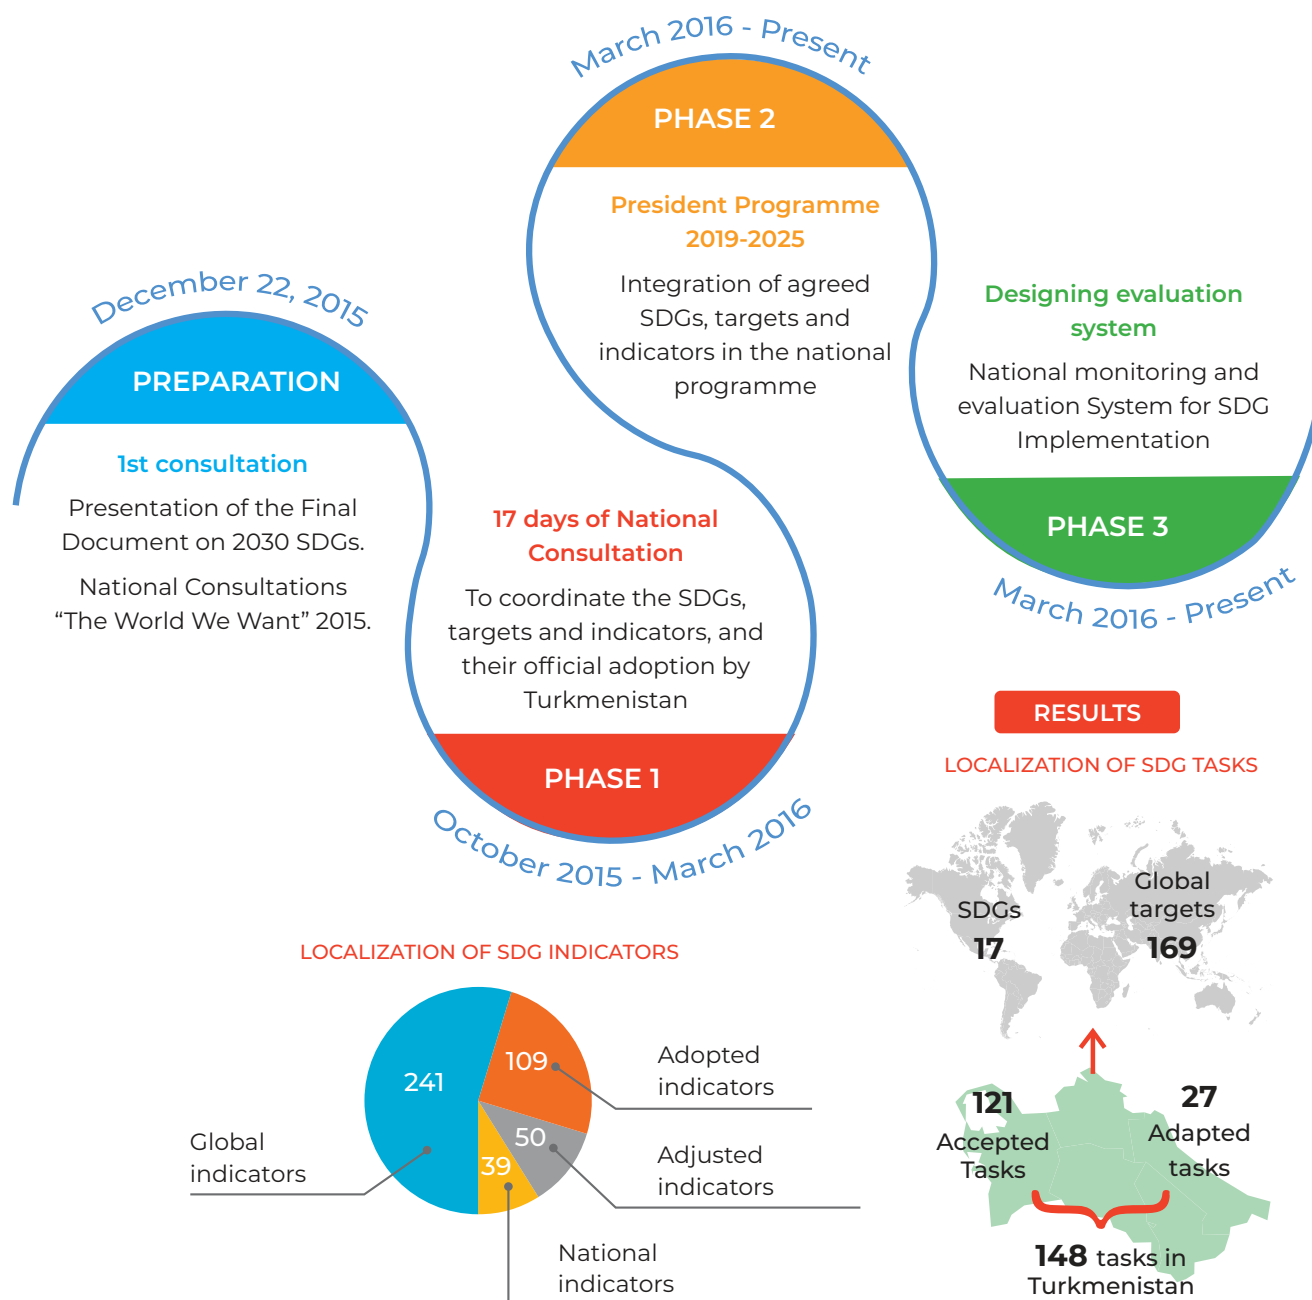 December 22, 2015
PREPARATION
1st consultation
Presentation of the Final
Document on 2030 SDGs.
National Consultations
“The World We Want” 2015.
17 days of National
Consultation
To coordinate the SDGs,
targets and indicators, and
their official adoption by
Turkmenistan
PHASE 1
October 2015 - March 2016
March 2016 - Present
PHASE 2
President Programme
2019-2025
Integration of agreed
SDGs, targets and
indicators in the national
programme
Designing evaluation
system
National monitoring and
evaluation System for SDG
Implementation
PHASE 3
March 2016 - Present
RESULTS
LOCALIZATION OF SDG TASKS
SDGs
17
Global
targets
169
121
Accepted
Tasks
27
Adapted
tasks
148 tasks in
Turkmenistan
LOCALIZATION OF SDG INDICATORS
241
109
50
39
Global
indicators
Adopted
indicators
Adjusted
indicators
National
indicators